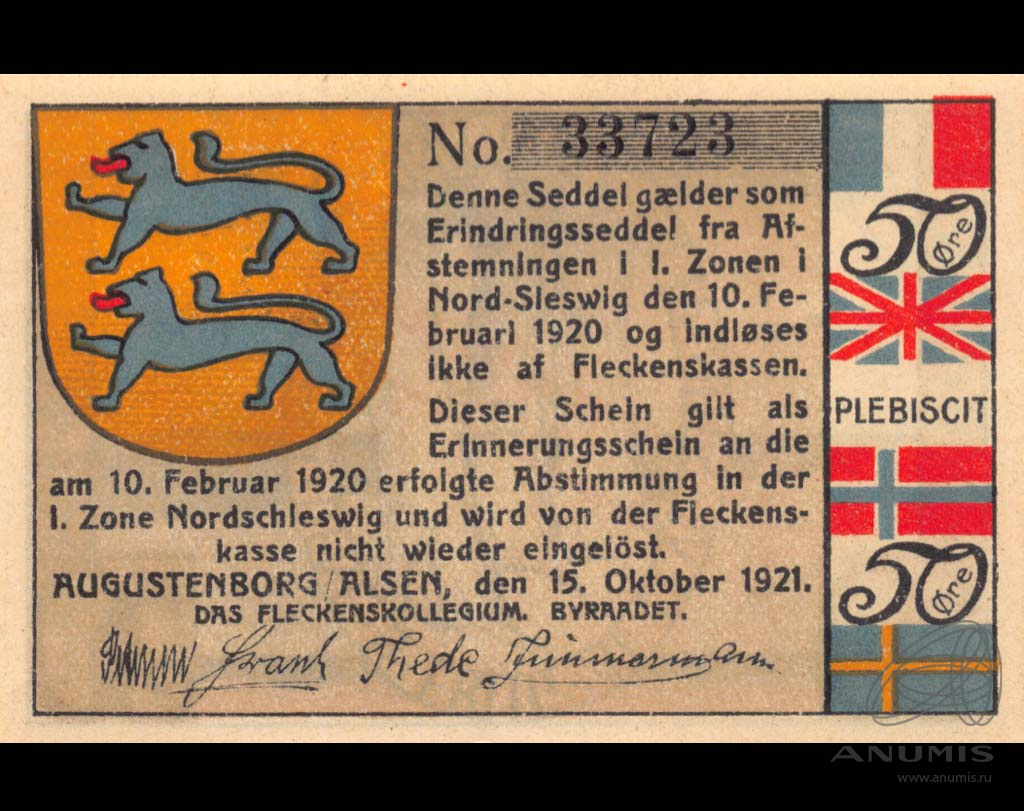 No. 33723
Denne Seddel gælder som
Erindringsseddel fra Af-
stemningen i I. Zonen i
Nord-Sleswig den 10. Fe-
bruari 1920 og indløses
ikke af Fleckenskassen.
Dieser Schein gilt als
Erinnerungsschein an die
am 10. Februar 1920 erfolgte Abstimmung in der
I. Zone Nordschleswig und wird von der Fleckens-
kasse nicht wieder eingelöst.
AUGUSTENBORG/ALSEN, den 15. Oktober 1921.
DAS FLECKENSKOLLEGIUM. BYRAADET.
Frank Thede Zimmermann
50 Øre
PLEBISCIT
50 Øre
ANUMIS
www.anumis.ru